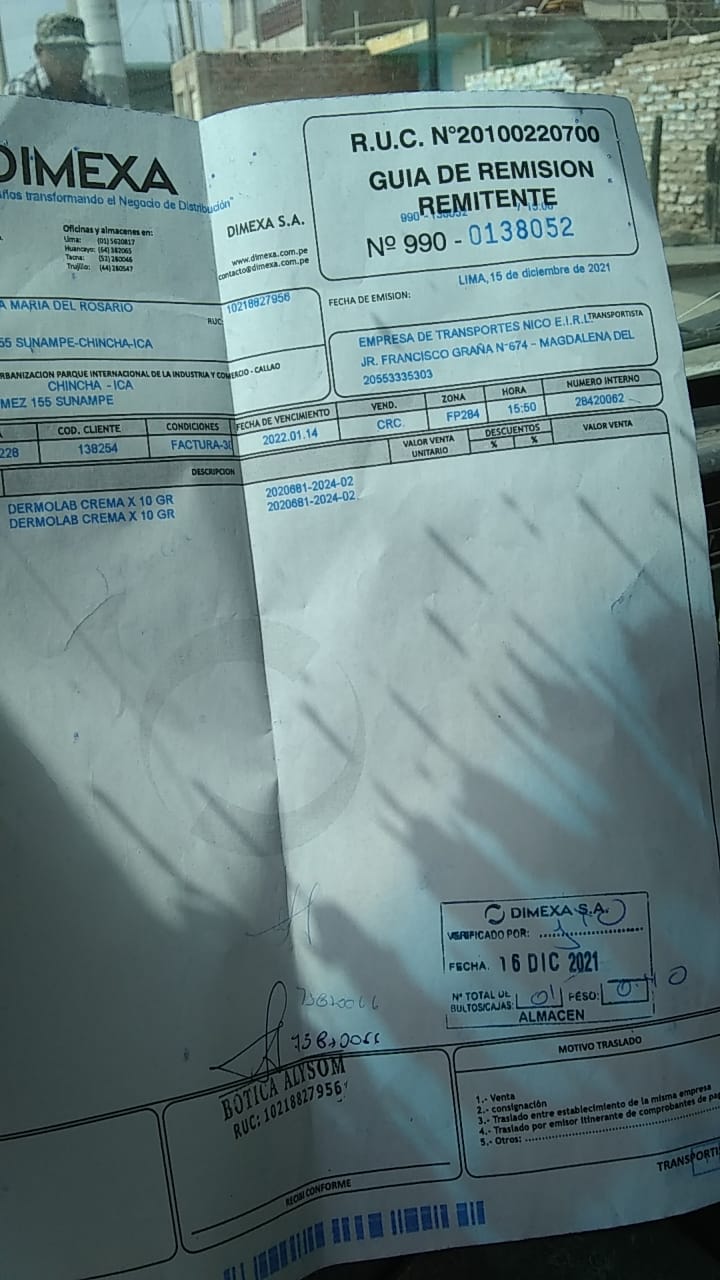 DIMEXA
ños transformando el Negocio de Distribución"
Oficinas y almacenes en:
Lima: (01) 5620817
Huancayo: (64) 382065
Tacna: (52) 280046
Trujillo: (44) 280547
DIMEXA S.A.
www.dimexa.com.pe
contacto@dimexa.com.pe
R.U.C. N°20100220700
GUIA DE REMISION
REMITENTE
Nº 990 - 0138052
LIMA, 15 de diciembre de 2021
FECHA DE EMISION:
A MARIA DEL ROSARIO
RUC: 10218827956
55 SUNAMPE-CHINCHA-ICA
TRANSPORTISTA
EMPRESA DE TRANSPORTES NICO E.I.R.L
JR. FRANCISCO GRAÑA N°674 - MAGDALENA DEL
20553335303
RBANIZACION PARQUE INTERNACIONAL DE LA INDUSTRIA Y COMERCIO - CALLAO
CHINCHA - ICA
MEZ 155 SUNAMPE
COD. CLIENTE CONDICIONES FECHA DE VENCIMIENTO VEND. ZONA HORA NUMERO INTERNO
228 138254 FACTURA-30 2022.01.14 CRC FP284 15:50 28420062
DESCRIPCION VALOR VENTA UNITARIO DESCUENTOS % % VALOR VENTA
DERMOLAB CREMA X 10 GR 2020681-2024-02
DERMOLAB CREMA X 10 GR 2020681-2024-02
DIMEXA S.A.
VERIFICADO POR:
FECHA. 16 DIC 2021
Nº TOTAL DE BULTOS/CAJAS: 01 PESO:
ALMACEN
BOTICA ALYSOM
RUC: 10218827956
RECIBI CONFORME
MOTIVO TRASLADO
1.- Venta
2.- consignación
3.- Traslado entre establecimiento de la misma empresa
4.- Traslado por emisor itinerante de comprobantes de pa
5.- Otros:
TRANSPORTI